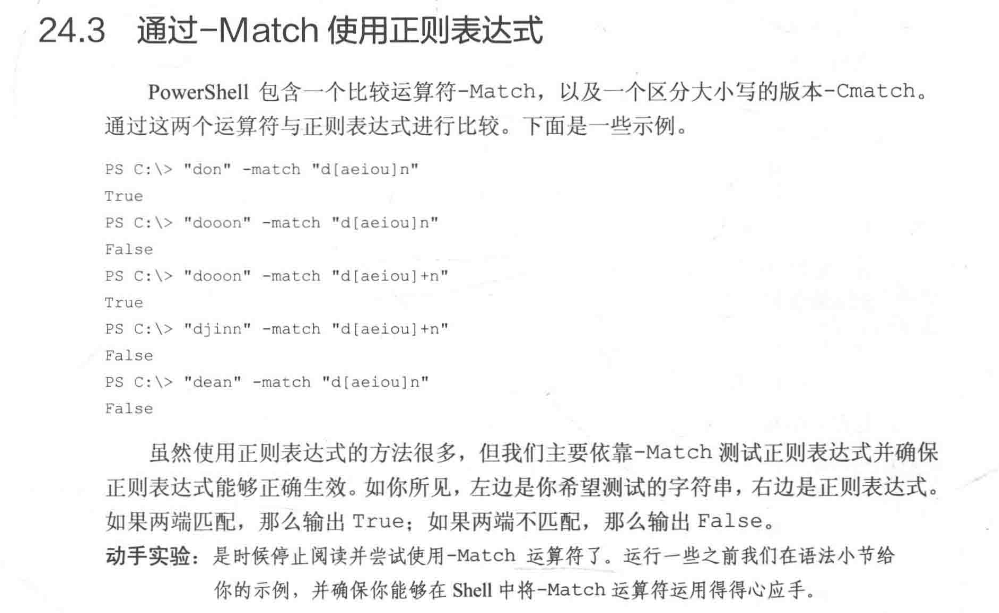 24.3 通过-Match 使用正则表达式
PowerShell 包含一个比较运算符-Match，以及一个区分大小写的版本-Cmatch。
通过这两个运算符与正则表达式进行比较。下面是一些示例。
PS C:\> "don" -match "d[aeiou]n"
True
PS C:\> "dooon" -match "d[aeiou]n"
False
PS C:\> "dooon" -match "d[aeiou]+n"
True
PS C:\> "djinn" -match "d[aeiou]+n"
False
PS C:\> "dean" -match "d[aeiou]n"
False
虽然使用正则表达式的方法很多，但我们主要依靠-Match 测试正则表达式并确保
正则表达式能够正确生效。如你所见，左边是你希望测试的字符串，右边是正则表达式。
如果两端匹配，那么输出 True；如果两端不匹配，那么输出 False。
动手实验：是时候停止阅读并尝试使用-Match 运算符了。运行一些之前我们在语法小节给
你的示例，并确保你能够在 Shell 中将-Match 运算符运用得得心应手。